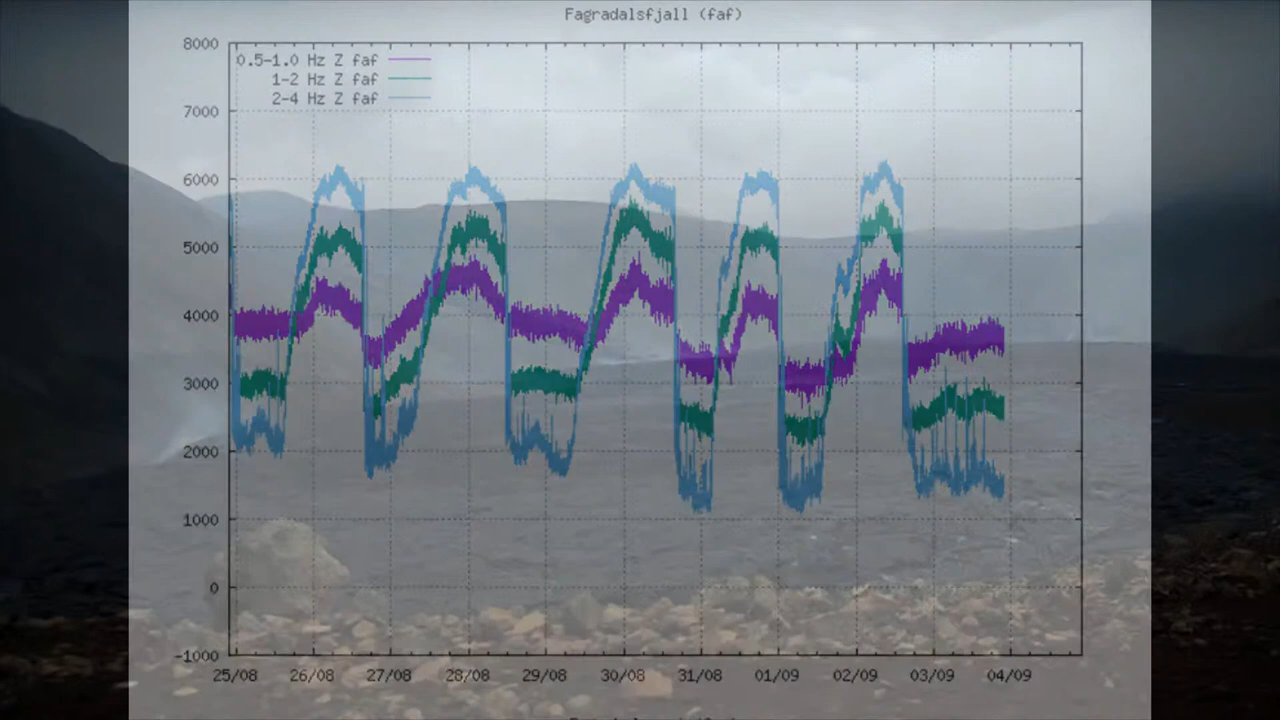 Fagradalsfjall (faf)
8000
7000
6000
5000
4000
3000
2000
1000
0
-1000
0.5-1.0 Hz Z faf
1-2 Hz Z faf
2-4 Hz Z faf
25/08 26/08 27/08 28/08 29/08 30/08 31/08 01/09 02/09 03/09 04/09